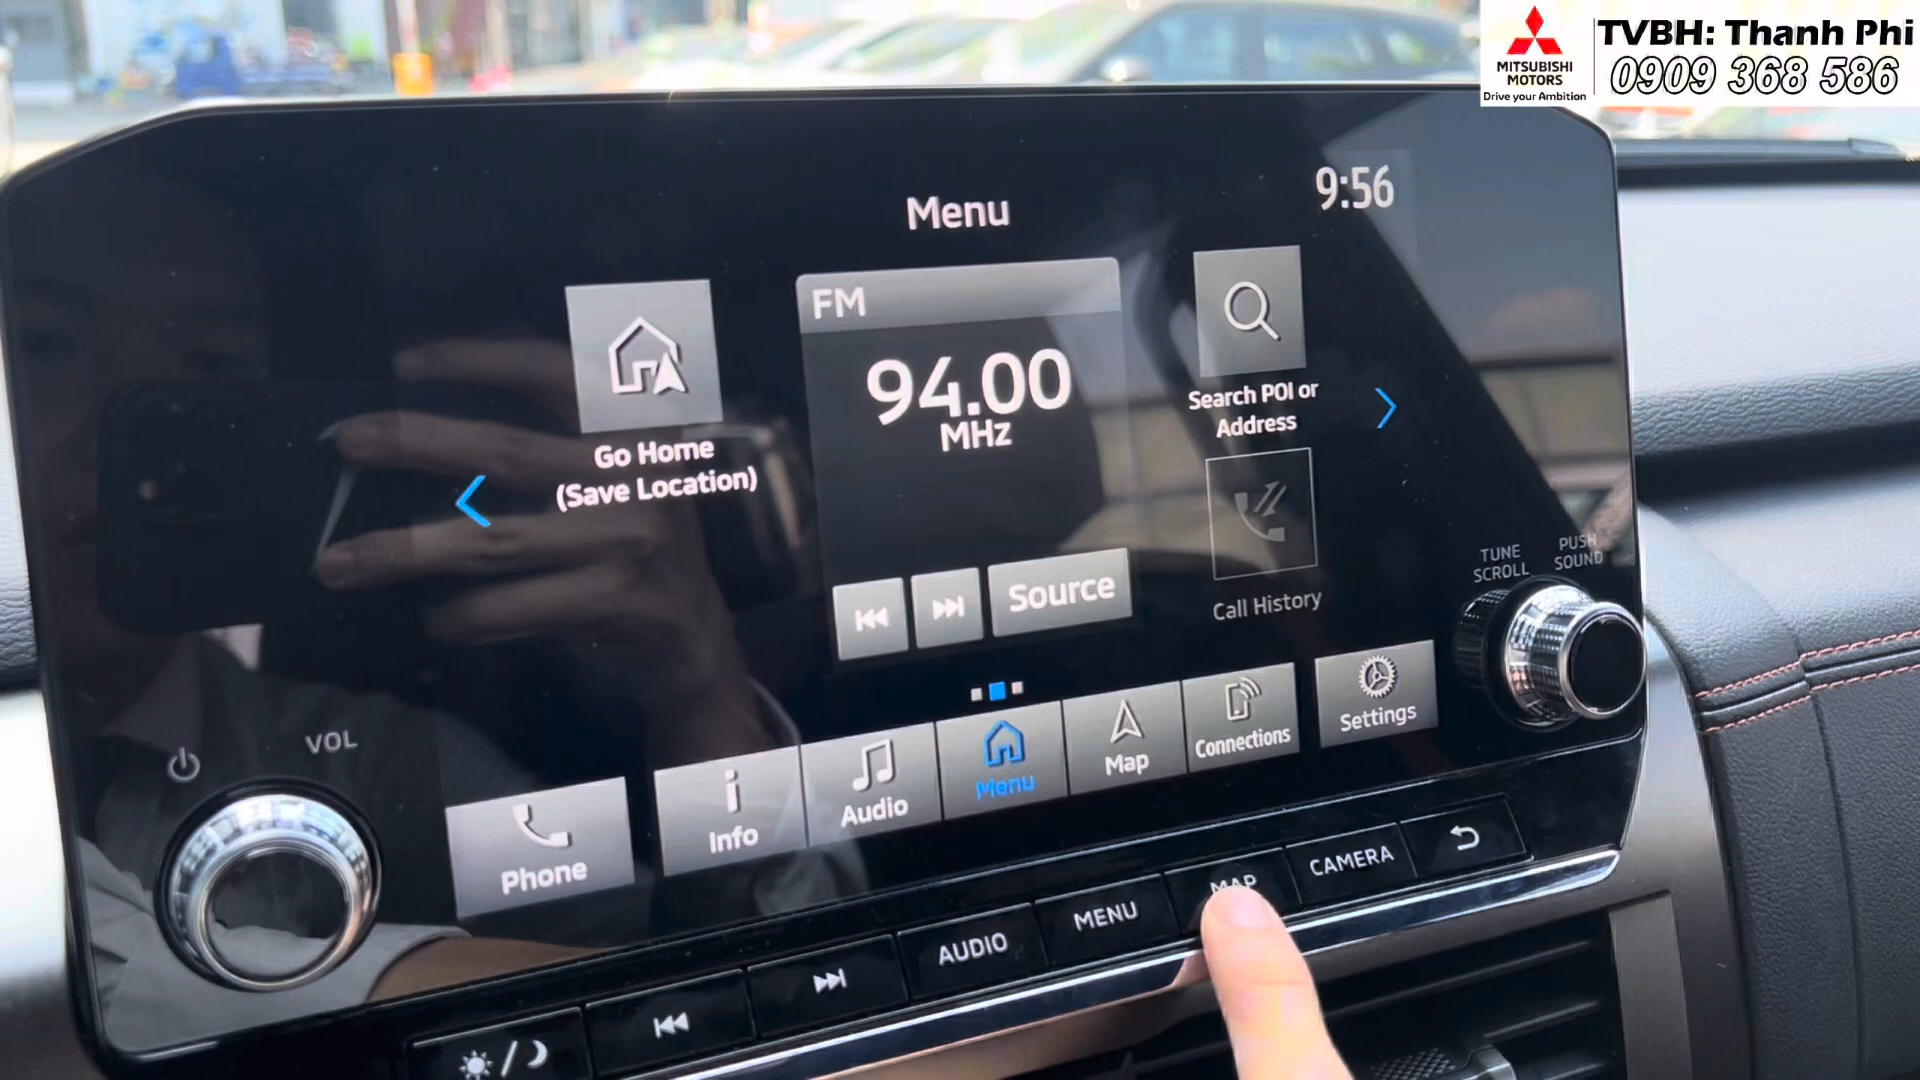 TVBH: Thanh Phi
0909 368 586
MITSUBISHI
MOTORS
Drive your Ambition
Menu
9:56
FM
94.00
MHz
Go Home
(Save Location)
Search POI or
Address
Call History
Source
TUNE
SCROLL
PUSH
SOUND
VOL
Phone
Info
Audio
Menu
Map
Connections
Settings
AUDIO
MENU
MAP
CAMERA